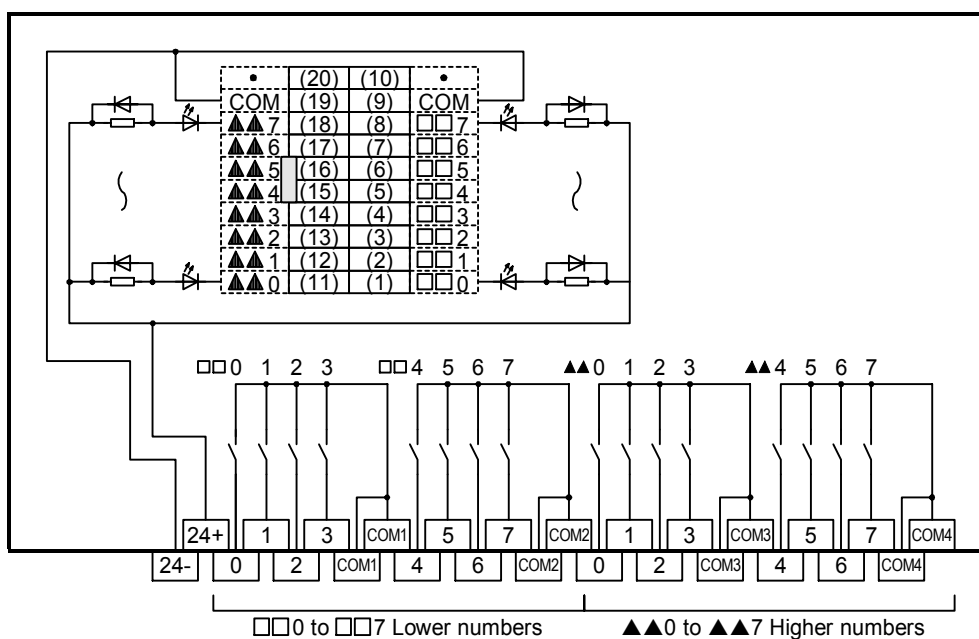 • (20) (10) •
COM (19) (9) COM
▲▲7 (18) (8) □□7
▲▲6 (17) (7) □□6
▲▲5 (16) (6) □□5
▲▲4 (15) (5) □□4
▲▲3 (14) (4) □□3
▲▲2 (13) (3) □□2
▲▲1 (12) (2) □□1
▲▲0 (11) (1) □□0
□□0 1 2 3 □□4 5 6 7 ▲▲0 1 2 3 ▲▲4 5 6 7
24+ 1 3 COM1 5 7 COM2 1 3 COM3 5 7 COM4
24- 0 2 COM1 4 6 COM2 0 2 COM3 4 6 COM4
□□0 to □□7 Lower numbers ▲▲0 to ▲▲7 Higher numbers